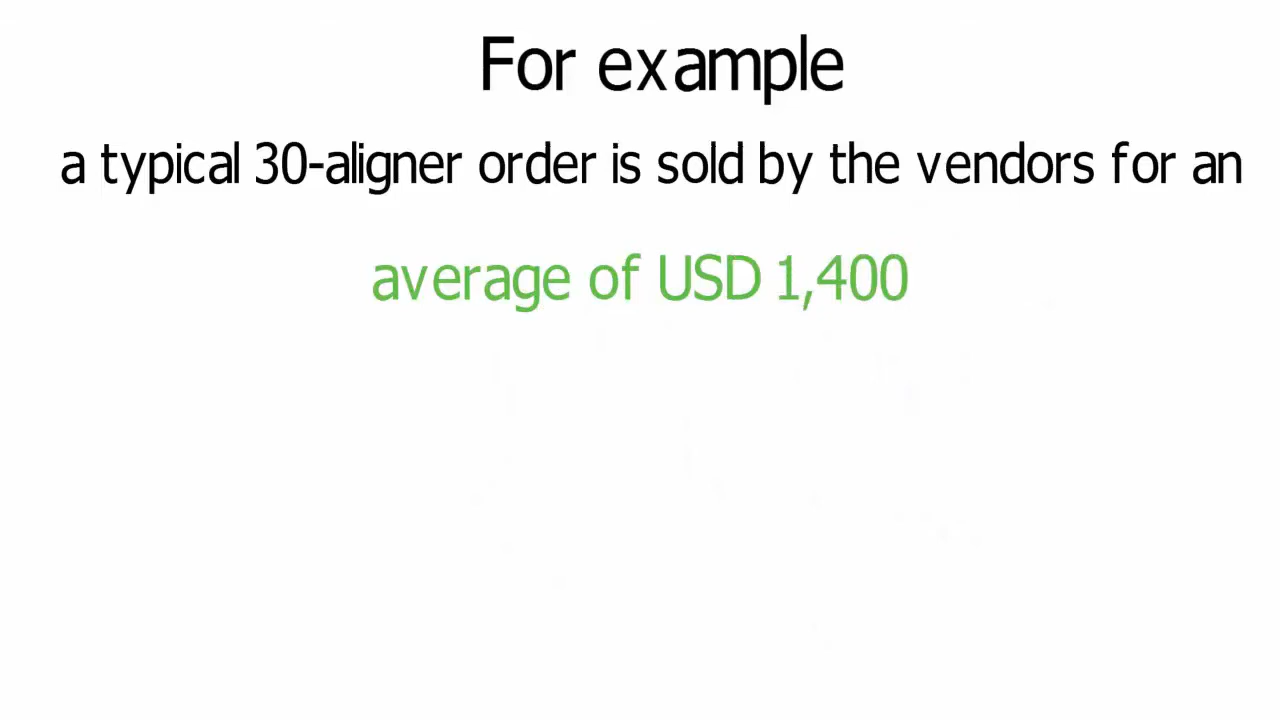 For example
a typical 30-aligner order is sold by the vendors for an
average of USD 1,400